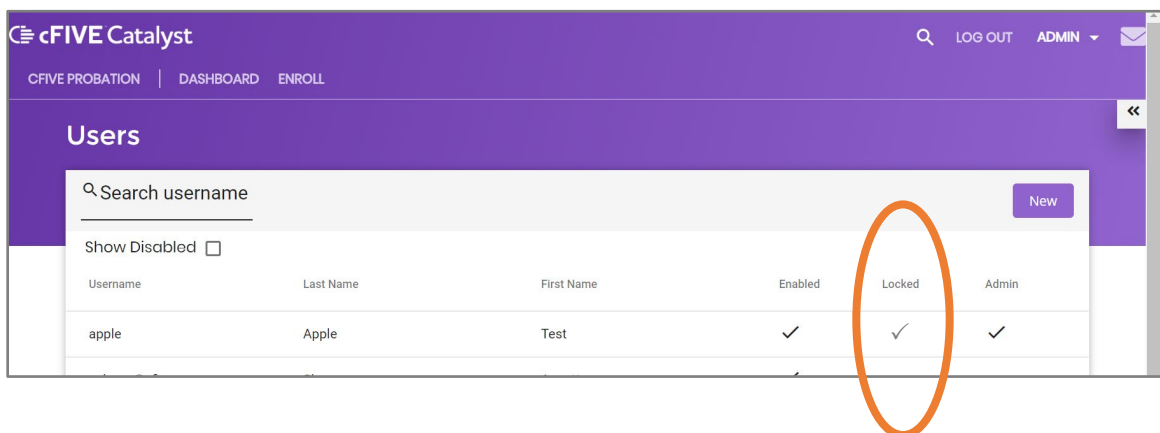 cFIVE Catalyst
LOG OUT ADMIN
CFIVE PROBATION | DASHBOARD ENROLL
Users
Search username
New
Show Disabled
Username Last Name First Name Enabled Locked Admin
apple Apple Test